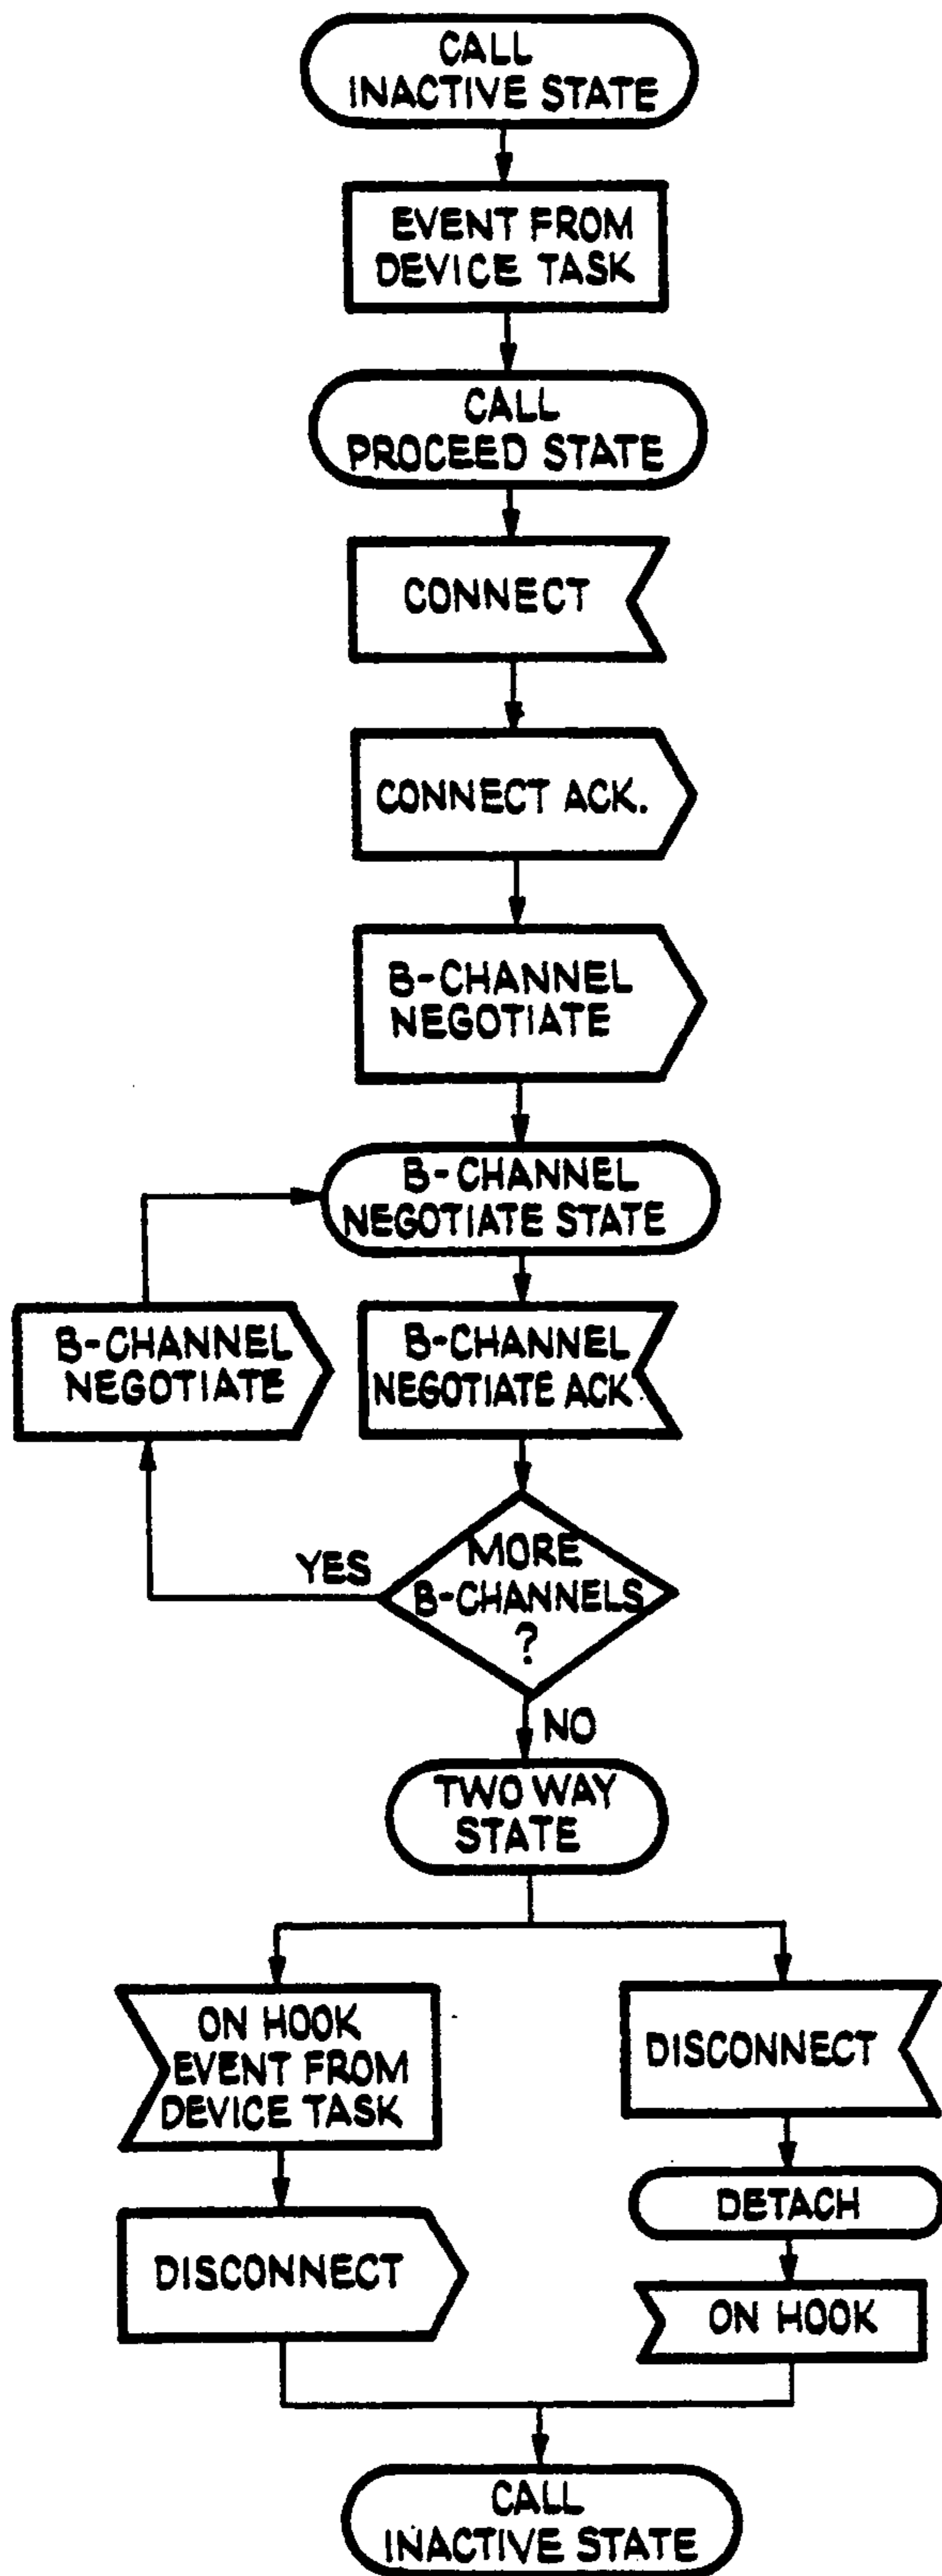 CALL
INACTIVE STATE
EVENT FROM
DEVICE TASK
CALL
PROCEED STATE
CONNECT
CONNECT ACK.
B-CHANNEL
NEGOTIATE
B-CHANNEL
NEGOTIATE STATE
B-CHANNEL
NEGOTIATE
B-CHANNEL
NEGOTIATE ACK
YES
MORE
B-CHANNELS
?
NO
TWO WAY
STATE
ON HOOK
EVENT FROM
DEVICE TASK
DISCONNECT
DISCONNECT
DETACH
ON HOOK
CALL
INACTIVE STATE